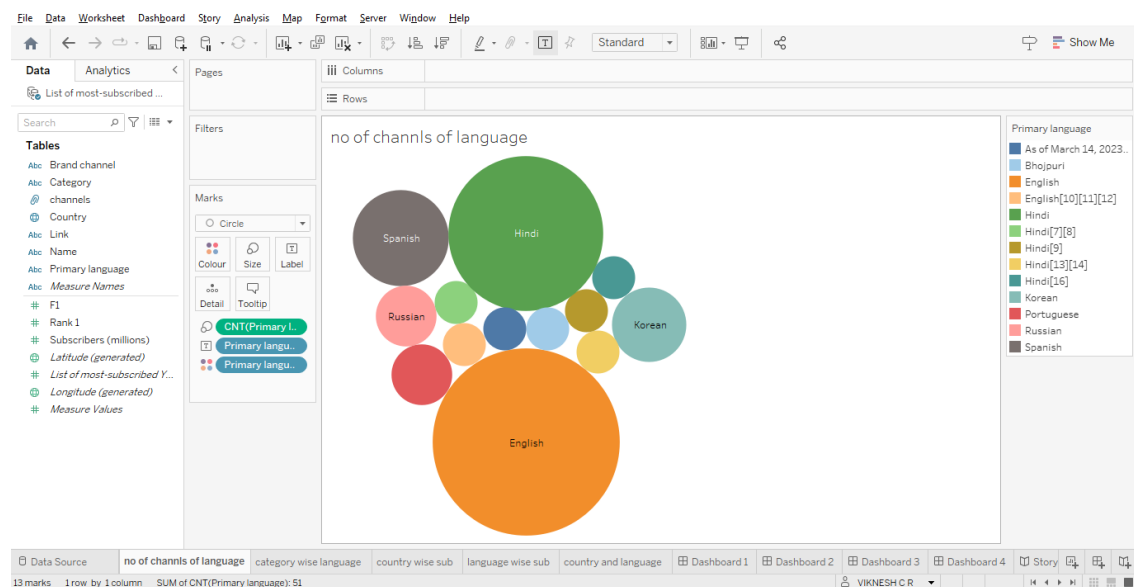 File Data Worksheet Dashboard Story Analysis Map Format Server Window Help
Standard
Show Me
Data Analytics
Pages
iii Columns
Rows
List of most-subscribed ...
Search
Filters
no of channls of language
Primary language
Tables
Abc Brand channel
Abc Category
channels
Country
Abc Link
Abc Name
Abc Primary language
Abc Measure Names
# F1
# Rank 1
# Subscribers (millions)
Latitude (generated)
# List of most-subscribed Y...
Longitude (generated)
# Measure Values
Marks
Circle
Colour Size Label
Detail Tooltip
CNT(Primary l..
Primary langu..
Primary langu..
Spanish
Hindi
Russian
Korean
English
As of March 14, 2023..
Bhojpuri
English
English[10][11][12]
Hindi
Hindi[7][8]
Hindi[9]
Hindi[13][14]
Hindi[16]
Korean
Portuguese
Russian
Spanish
Data Source no of channls of language category wise language country wise sub language wise sub country and language Dashboard 1 Dashboard 2 Dashboard 3 Dashboard 4 Story
13 marks 1 row by 1 column SUM of CNT(Primary language): 51
VIKNESH C R